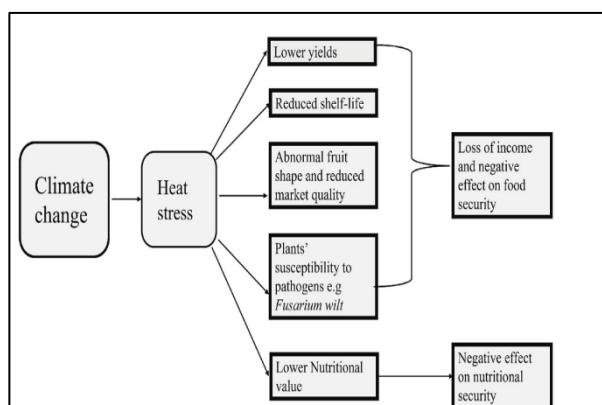 Climate
change
Heat
stress
Lower yields
Reduced shelf-life
Abnormal fruit
shape and reduced
market quality
Plants'
susceptibility to
pathogens e.g
Fusarium wilt
Lower Nutritional
value
Loss of income
and negative
effect on food
security
Negative effect
on nutritional
security